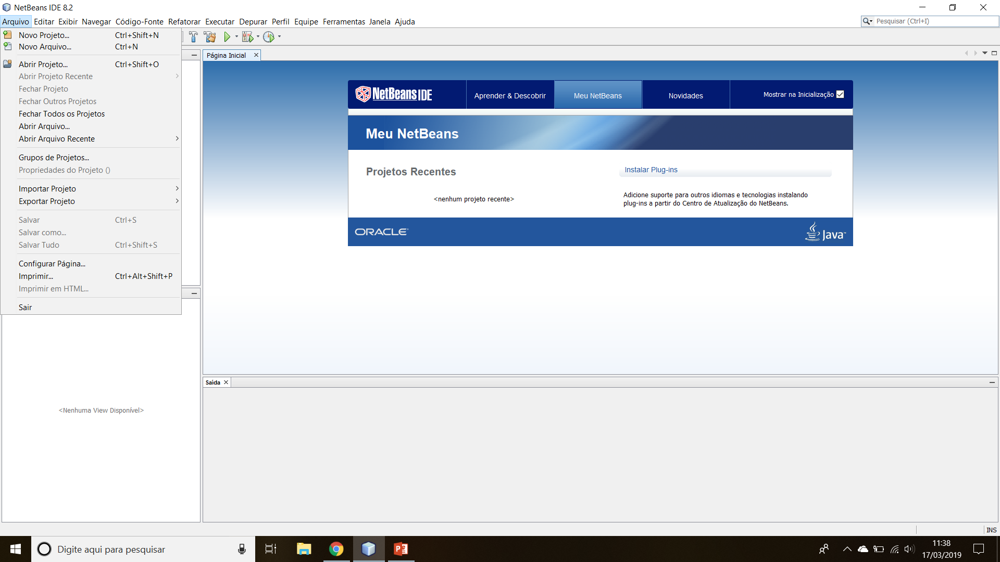 NetBeans IDE 8.2
Arquivo Editar Exibir Navegar Código-Fonte Refatorar Executar Depurar Perfil Equipe Ferramentas Janela Ajuda
Pesquisar (Ctrl+I)
Novo Projeto... Ctrl+Shift+N
Novo Arquivo... Ctrl+N
Abrir Projeto... Ctrl+Shift+O
Abrir Projeto Recente
Fechar Projeto
Fechar Outros Projetos
Fechar Todos os Projetos
Abrir Arquivo...
Abrir Arquivo Recente
Grupos de Projetos...
Propriedades do Projeto ()
Importar Projeto
Exportar Projeto
Salvar Ctrl+S
Salvar como...
Salvar Tudo Ctrl+Shift+S
Configurar Página...
Imprimir... Ctrl+Alt+Shift+P
Imprimir em HTML...
Sair
<Nenhuma View Disponível>
Página Inicial
NetBeans IDE
Aprender & Descobrir
Meu NetBeans
Novidades
Mostrar na Inicialização
Meu NetBeans
Projetos Recentes
<nenhum projeto recente>
Instalar Plug-ins
Adicione suporte para outros idiomas e tecnologias instalando
plug-ins a partir do Centro de Atualização do NetBeans.
ORACLE
Java
Saída
INS
Digite aqui para pesquisar
11:38
17/03/2019